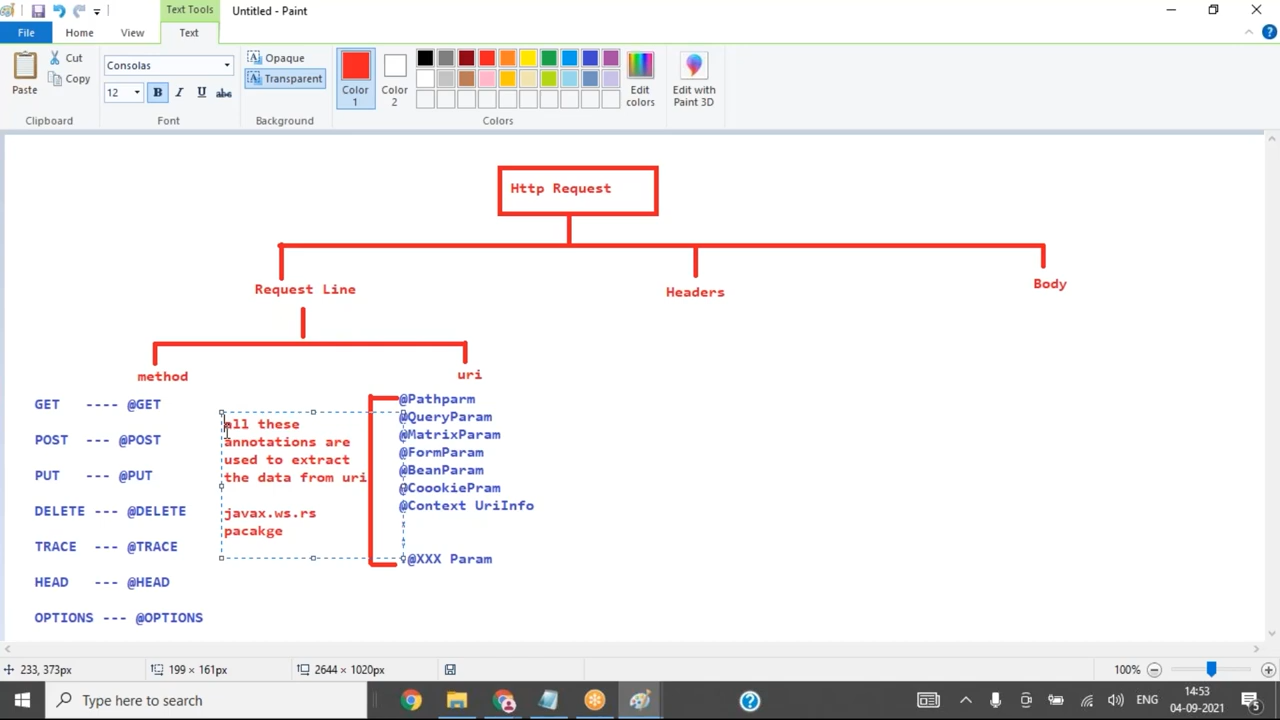 Text Tools
Untitled - Paint
File
Home
View
Text
Paste
Cut
Copy
Clipboard
Consolas
12
B
I
U
abc
Font
Opaque
Transparent
Background
Color
1
Color
2
Edit
colors
Colors
Edit with
Paint 3D
Http Request
Request Line
Headers
Body
method
uri
GET ---- @GET
POST --- @POST
PUT --- @PUT
DELETE --- @DELETE
TRACE --- @TRACE
HEAD --- @HEAD
OPTIONS --- @OPTIONS
all these
annotations are
used to extract
the data from uri
javax.ws.rs
pacakge
@Pathparm
@QueryParam
@MatrixParam
@FormParam
@BeanParam
@CoookiePram
@Context UriInfo
@XXX Param
233, 373px
199 × 161px
2644 × 1020px
100%
Type here to search
ENG
14:53
04-09-2021
5